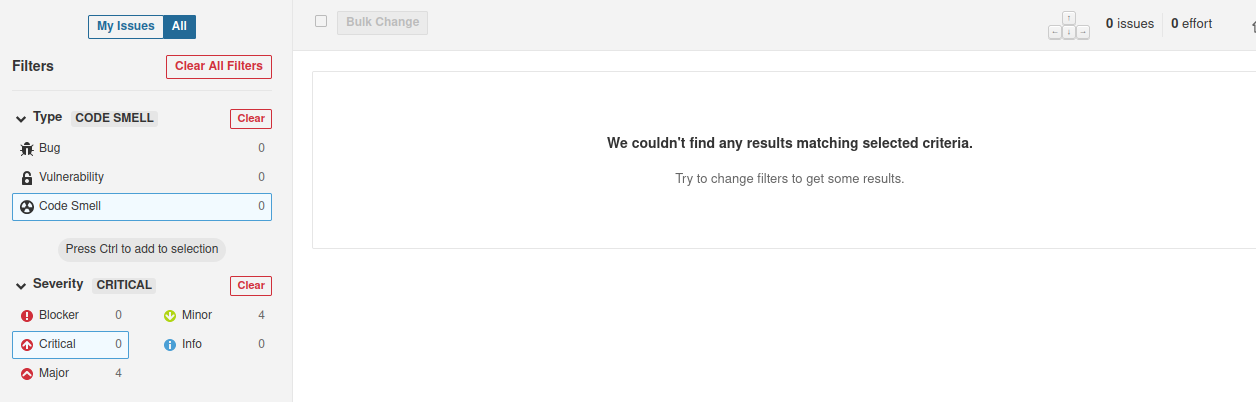 My Issues All
Filters Clear All Filters
Type CODE SMELL Clear
Bug 0
Vulnerability 0
Code Smell 0
Press Ctrl to add to selection
Severity CRITICAL Clear
Blocker 0 Minor 4
Critical 0 Info 0
Major 4
Bulk Change 0 issues 0 effort
We couldn't find any results matching selected criteria.
Try to change filters to get some results.